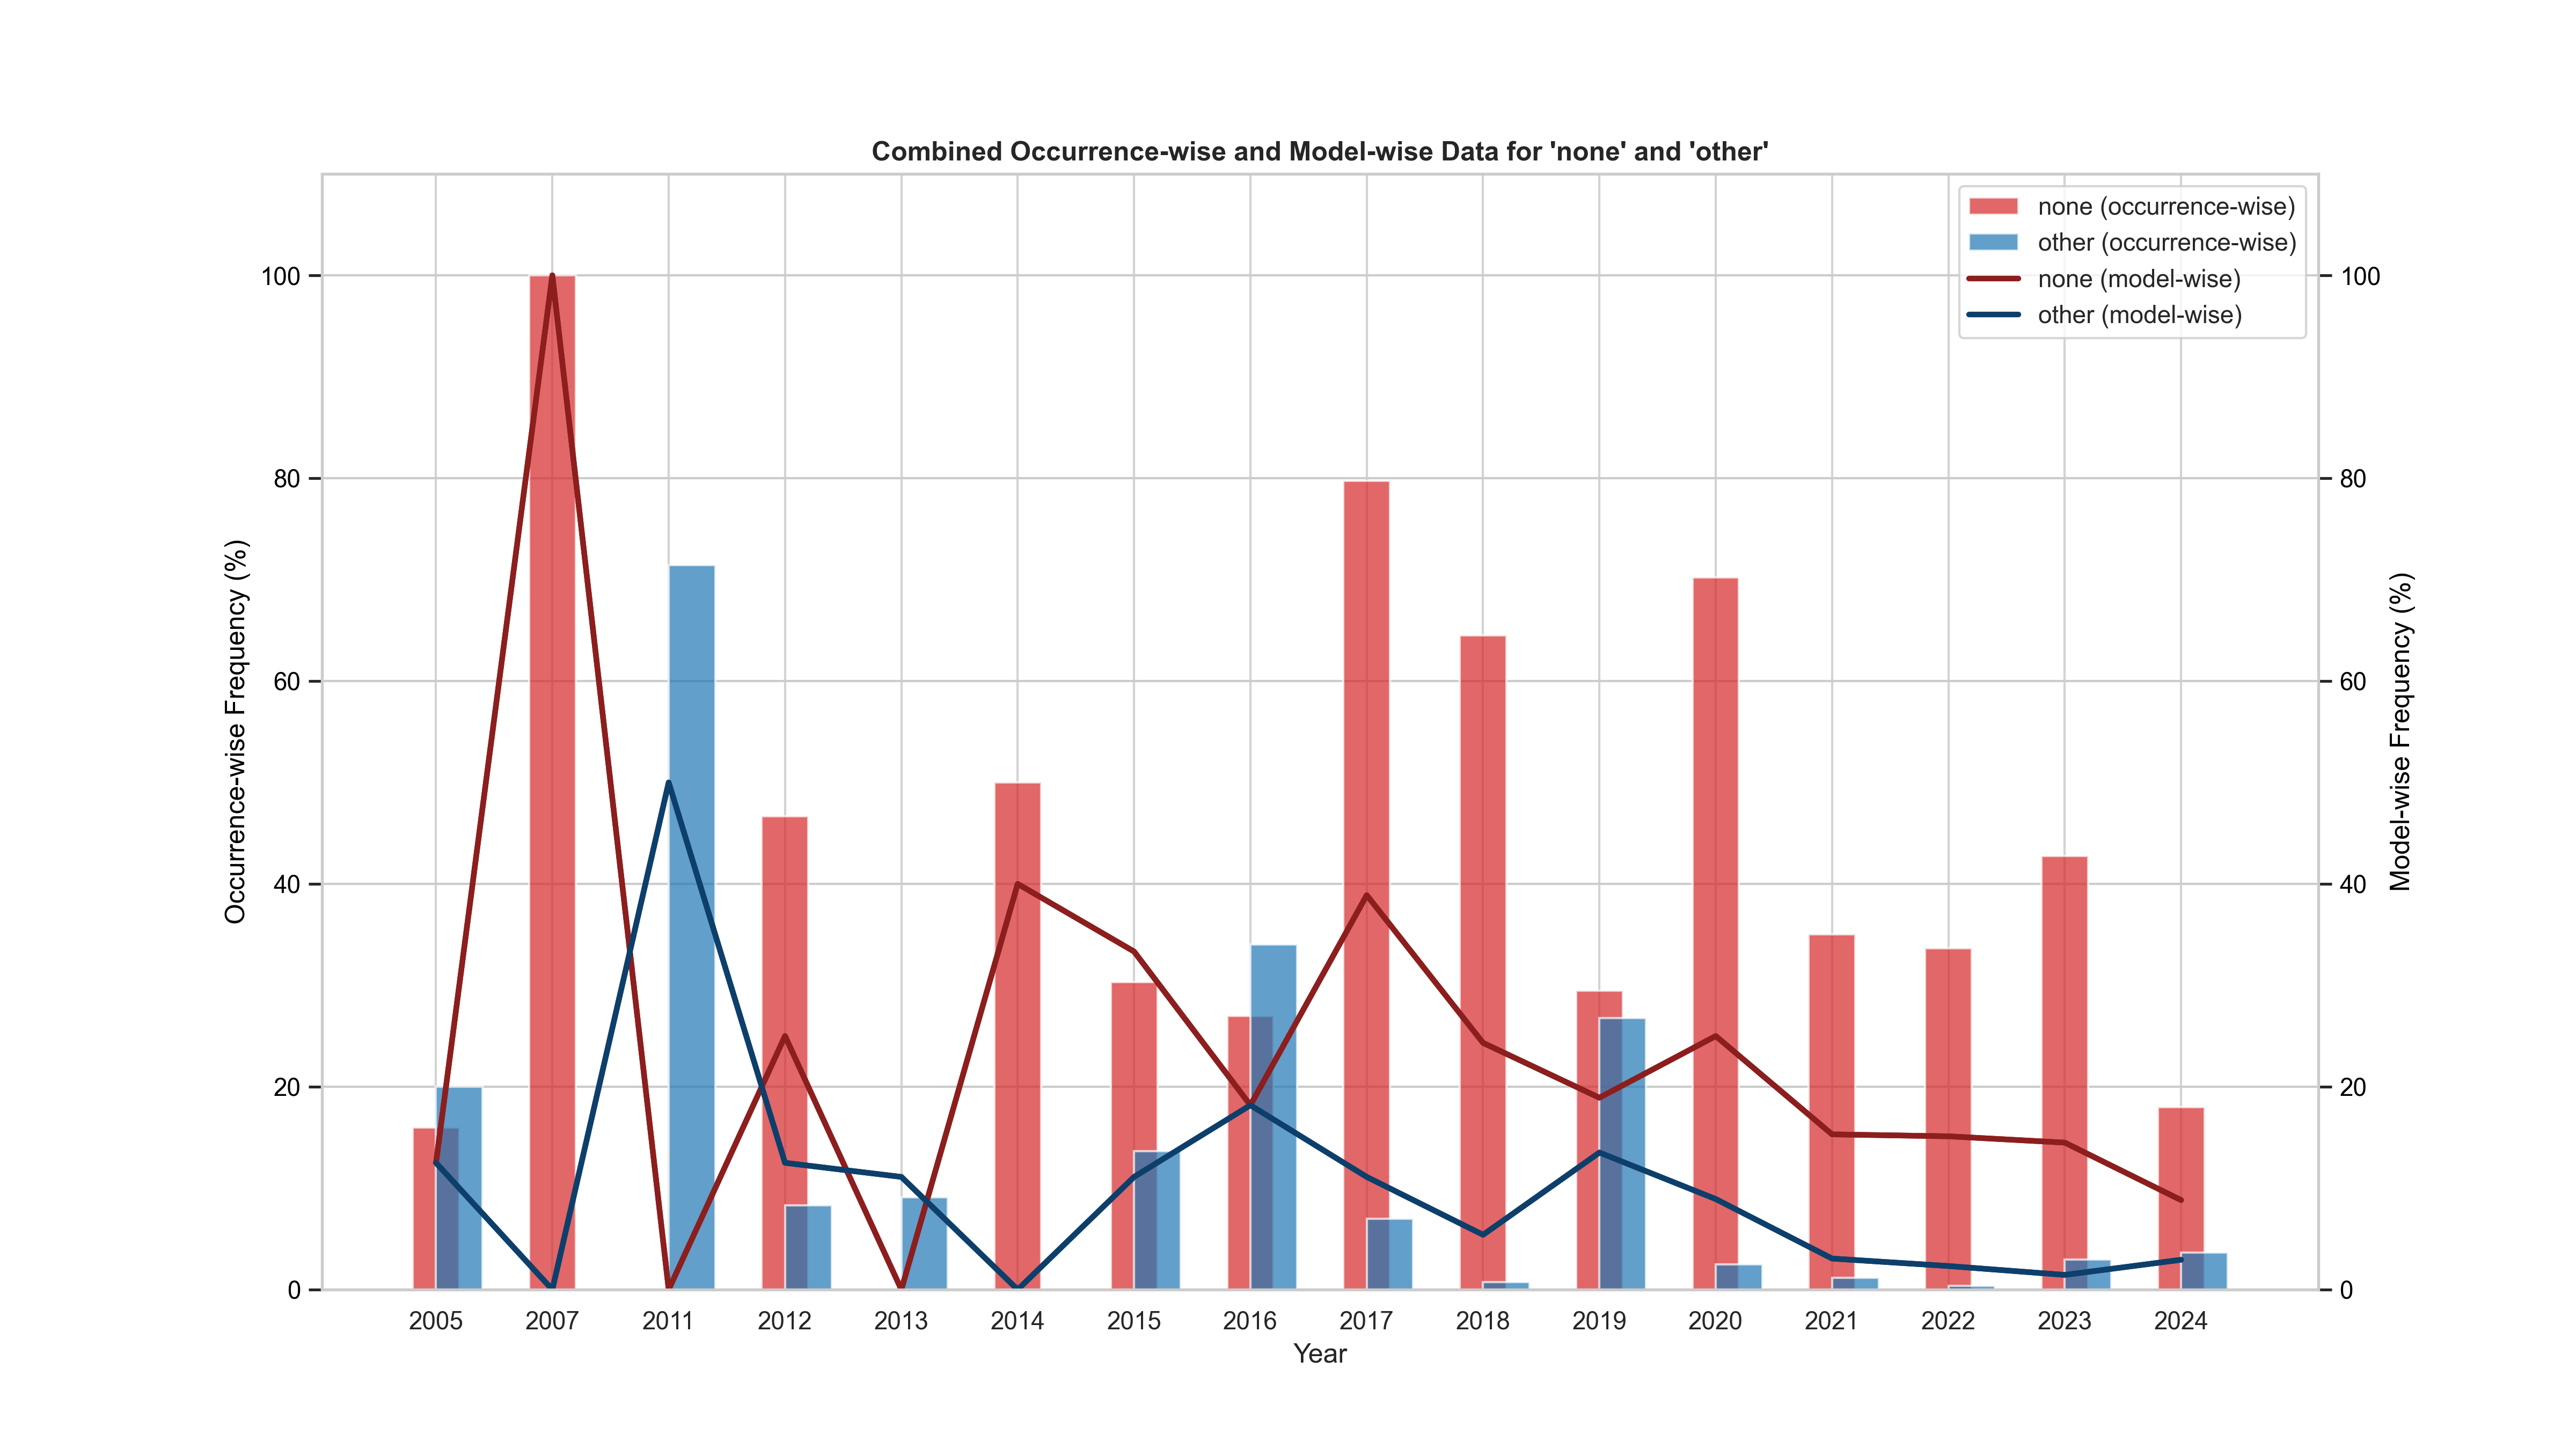 Combined Occurrence-wise and Model-wise Data for 'none' and 'other'
none (occurrence-wise)
other (occurrence-wise)
none (model-wise)
other (model-wise)
Occurrence-wise Frequency (%)
100
80
60
40
20
0
Model-wise Frequency (%)
100
80
60
40
20
0
2005 2007 2011 2012 2013 2014 2015 2016 2017 2018 2019 2020 2021 2022 2023 2024
Year